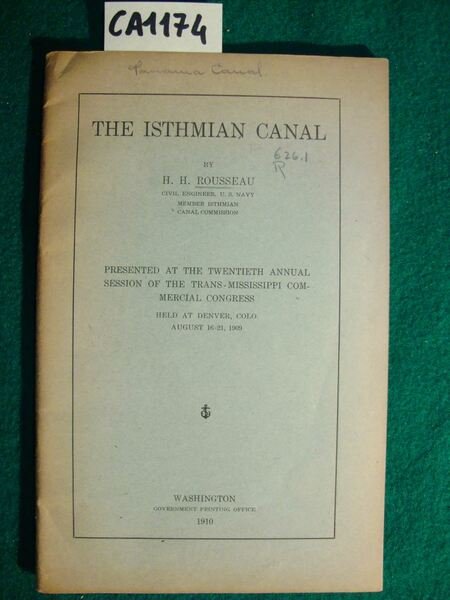 CA1174
Panama Canal
THE ISTHMIAN CANAL
BY
626.1
R
H. H. ROUSSEAU
CIVIL ENGINEER, U. S. NAVY
MEMBER ISTHMIAN
CANAL COMMISSION
PRESENTED AT THE TWENTIETH ANNUAL
SESSION OF THE TRANS-MISSISSIPPI COM-
MERCIAL CONGRESS
HELD AT DENVER, COLO.
AUGUST 16-21, 1909
WASHINGTON
GOVERNMENT PRINTING OFFICE
1910